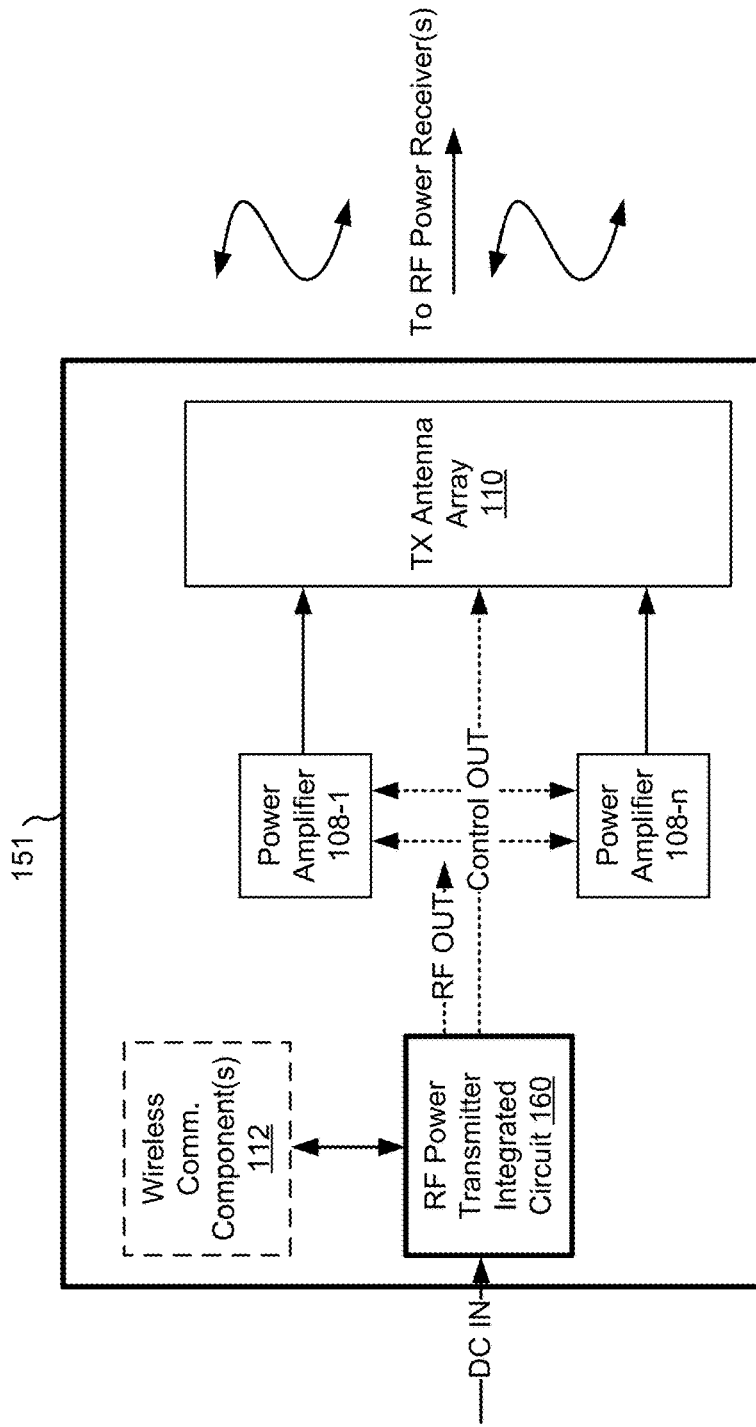 151
Wireless
Comm.
Component(s)
112
DC IN
RF Power
Transmitter
Integrated
Circuit 160
RF OUT
Control OUT
Power
Amplifier
108-1
Power
Amplifier
108-n
TX Antenna
Array
110
To RF Power Receiver(s)